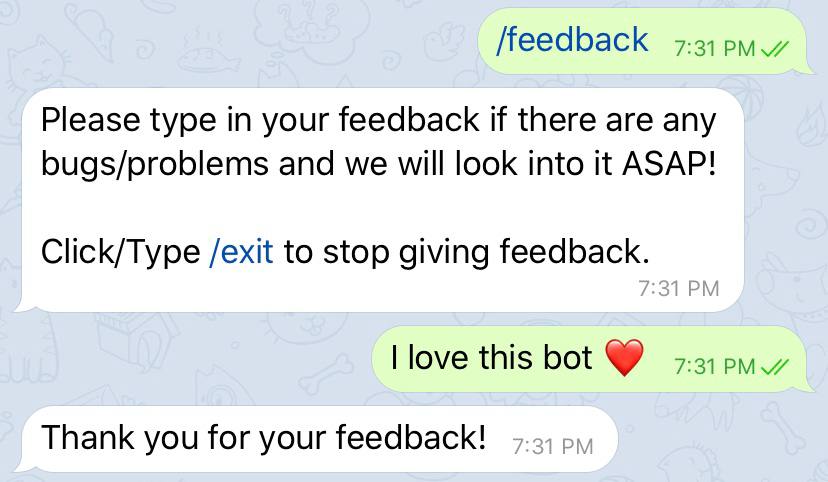 /feedback 7:31 PM
Please type in your feedback if there are any
bugs/problems and we will look into it ASAP!
Click/Type /exit to stop giving feedback.
7:31 PM
I love this bot ❤️ 7:31 PM
Thank you for your feedback! 7:31 PM